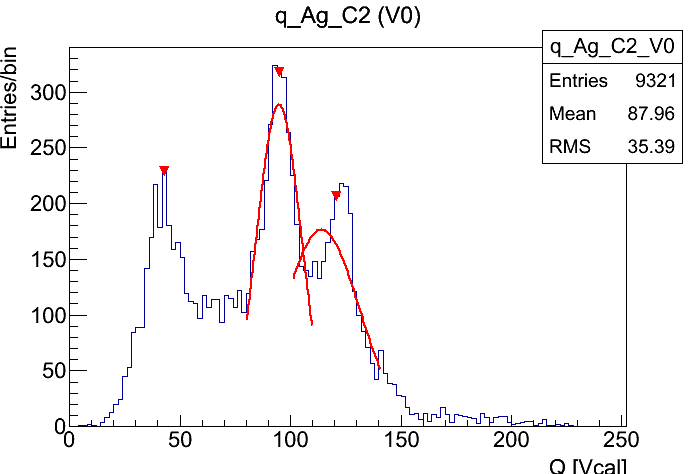 q_Ag_C2 (V0)
q_Ag_C2_V0
Entries 9321
Mean 87.96
RMS 35.39
Entries/bin
300
250
200
150
100
50
0
0 50 100 150 200 250
Q [Vcal]